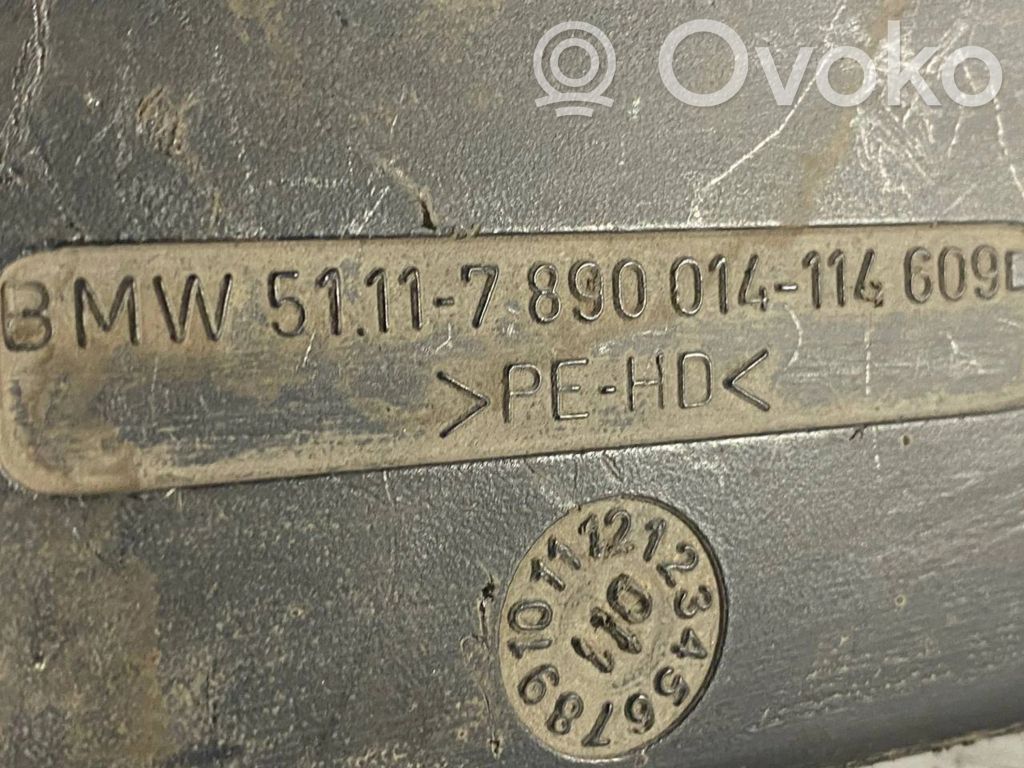 Ovoko
BMW 51.11-7 890 014-114 609
>PE-HD<
1 2 3 4 5 6 7 8 9 10 11 12
011